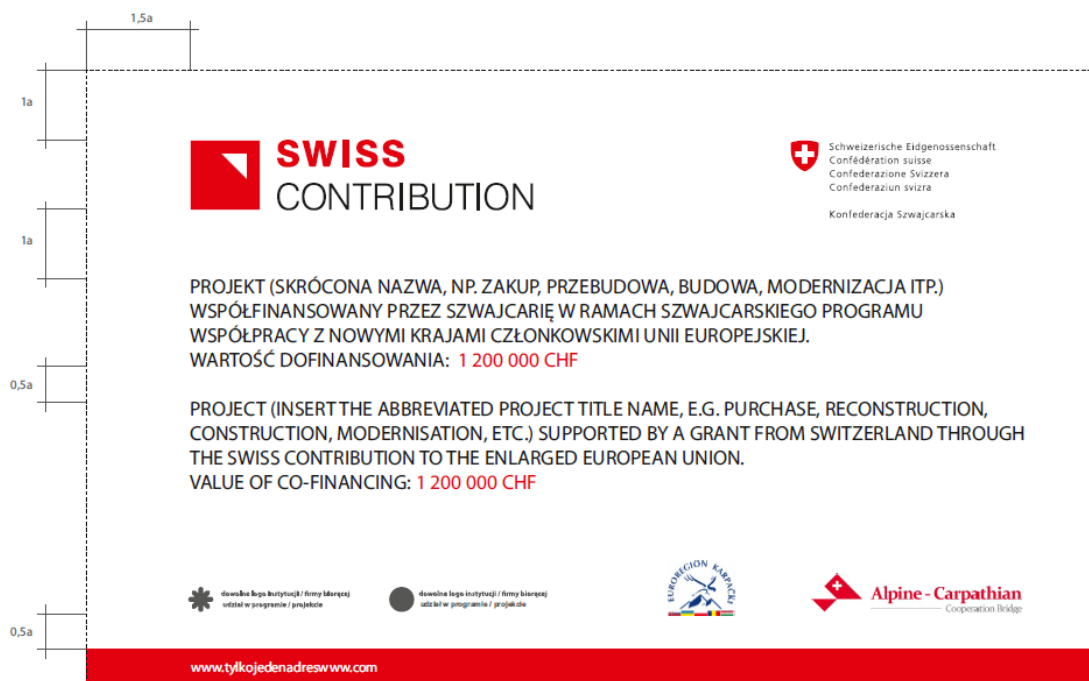 1,5a
1a
SWISS
CONTRIBUTION
Schweizerische Eidgenossenschaft
Confédération suisse
Confederazione Svizzera
Confederaziun svizra
Konfederacja Szwajcarska
1a
PROJEKT (SKRÓCONA NAZWA, NP. ZAKUP, PRZEBUDOWA, BUDOWA, MODERNIZACJA ITP.)
WSPÓŁFINANSOWANY PRZEZ SZWAJCARIĘ W RAMACH SZWAJCARSKIEGO PROGRAMU
WSPÓŁPRACY Z NOWYMI KRAJAMI CZŁONKOWSKIMI UNII EUROPEJSKIEJ.
WARTOŚĆ DOFINANSOWANIA: 1 200 000 CHF
0,5a
PROJECT (INSERT THE ABBREVIATED PROJECT TITLE NAME, E.G. PURCHASE, RECONSTRUCTION,
CONSTRUCTION, MODERNISATION, ETC.) SUPPORTED BY A GRANT FROM SWITZERLAND THROUGH
THE SWISS CONTRIBUTION TO THE ENLARGED EUROPEAN UNION.
VALUE OF CO-FINANCING: 1 200 000 CHF
dowolne logo instytucji / firmy biorącej
udział w programie / projekcie
dowolne logo instytucji / firmy biorącej
udział w programie / projekcie
EUROREGION KARPACKI
Alpine - Carpathian
Cooperation Bridge
0,5a
www.tylkojedenadreswww.com